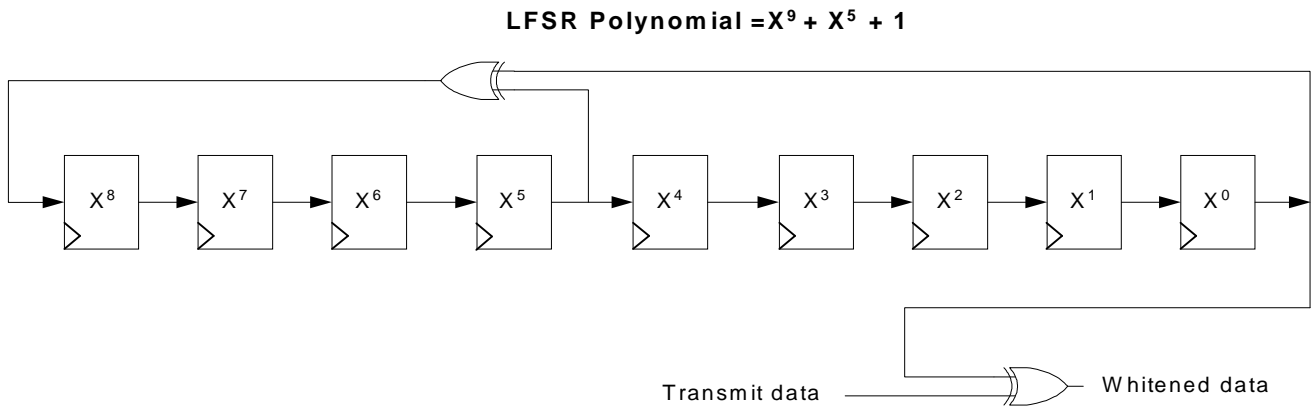 LFSR Polynomial =X⁹ + X⁵ + 1
X⁸ X⁷ X⁶ X⁵ X⁴ X³ X² X¹ X⁰
Transmit data
Whitened data